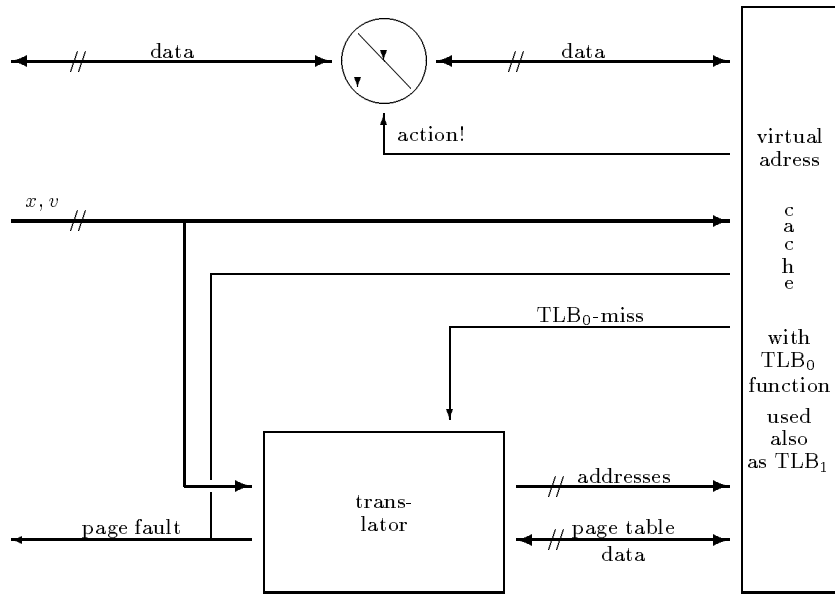 data
data
action!
virtual
adress
x, v
c
a
c
h
e
TLB₀-miss
with
TLB₀
function
used
also
as TLB₁
trans-
lator
addresses
page fault
page table
data